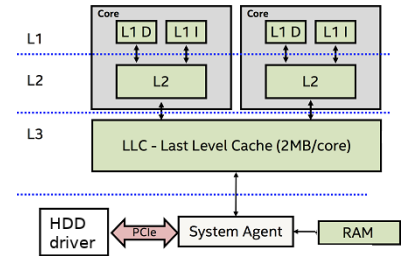 Core
Core
L1
L1 D
L1 I
L1 D
L1 I
L2
L2
L2
L3
LLC - Last Level Cache (2MB/core)
HDD
driver
PCIe
System Agent
RAM